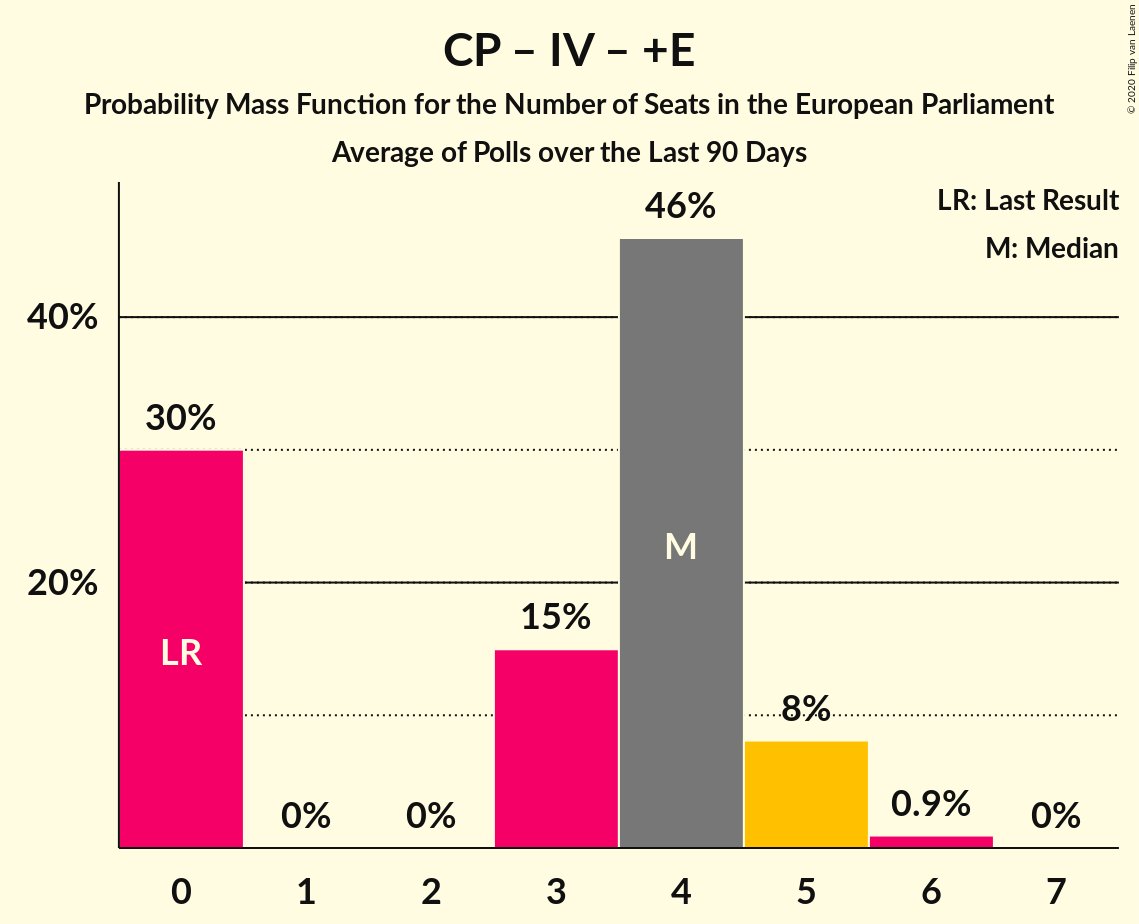 CP – IV – +E
Probability Mass Function for the Number of Seats in the European Parliament
Average of Polls over the Last 90 Days
© 2020 Filip van Laenen
LR: Last Result
M: Median
46%
40%
30%
M
20%
15%
LR
8%
0%
0%
0.9%
0%
0 1 2 3 4 5 6 7